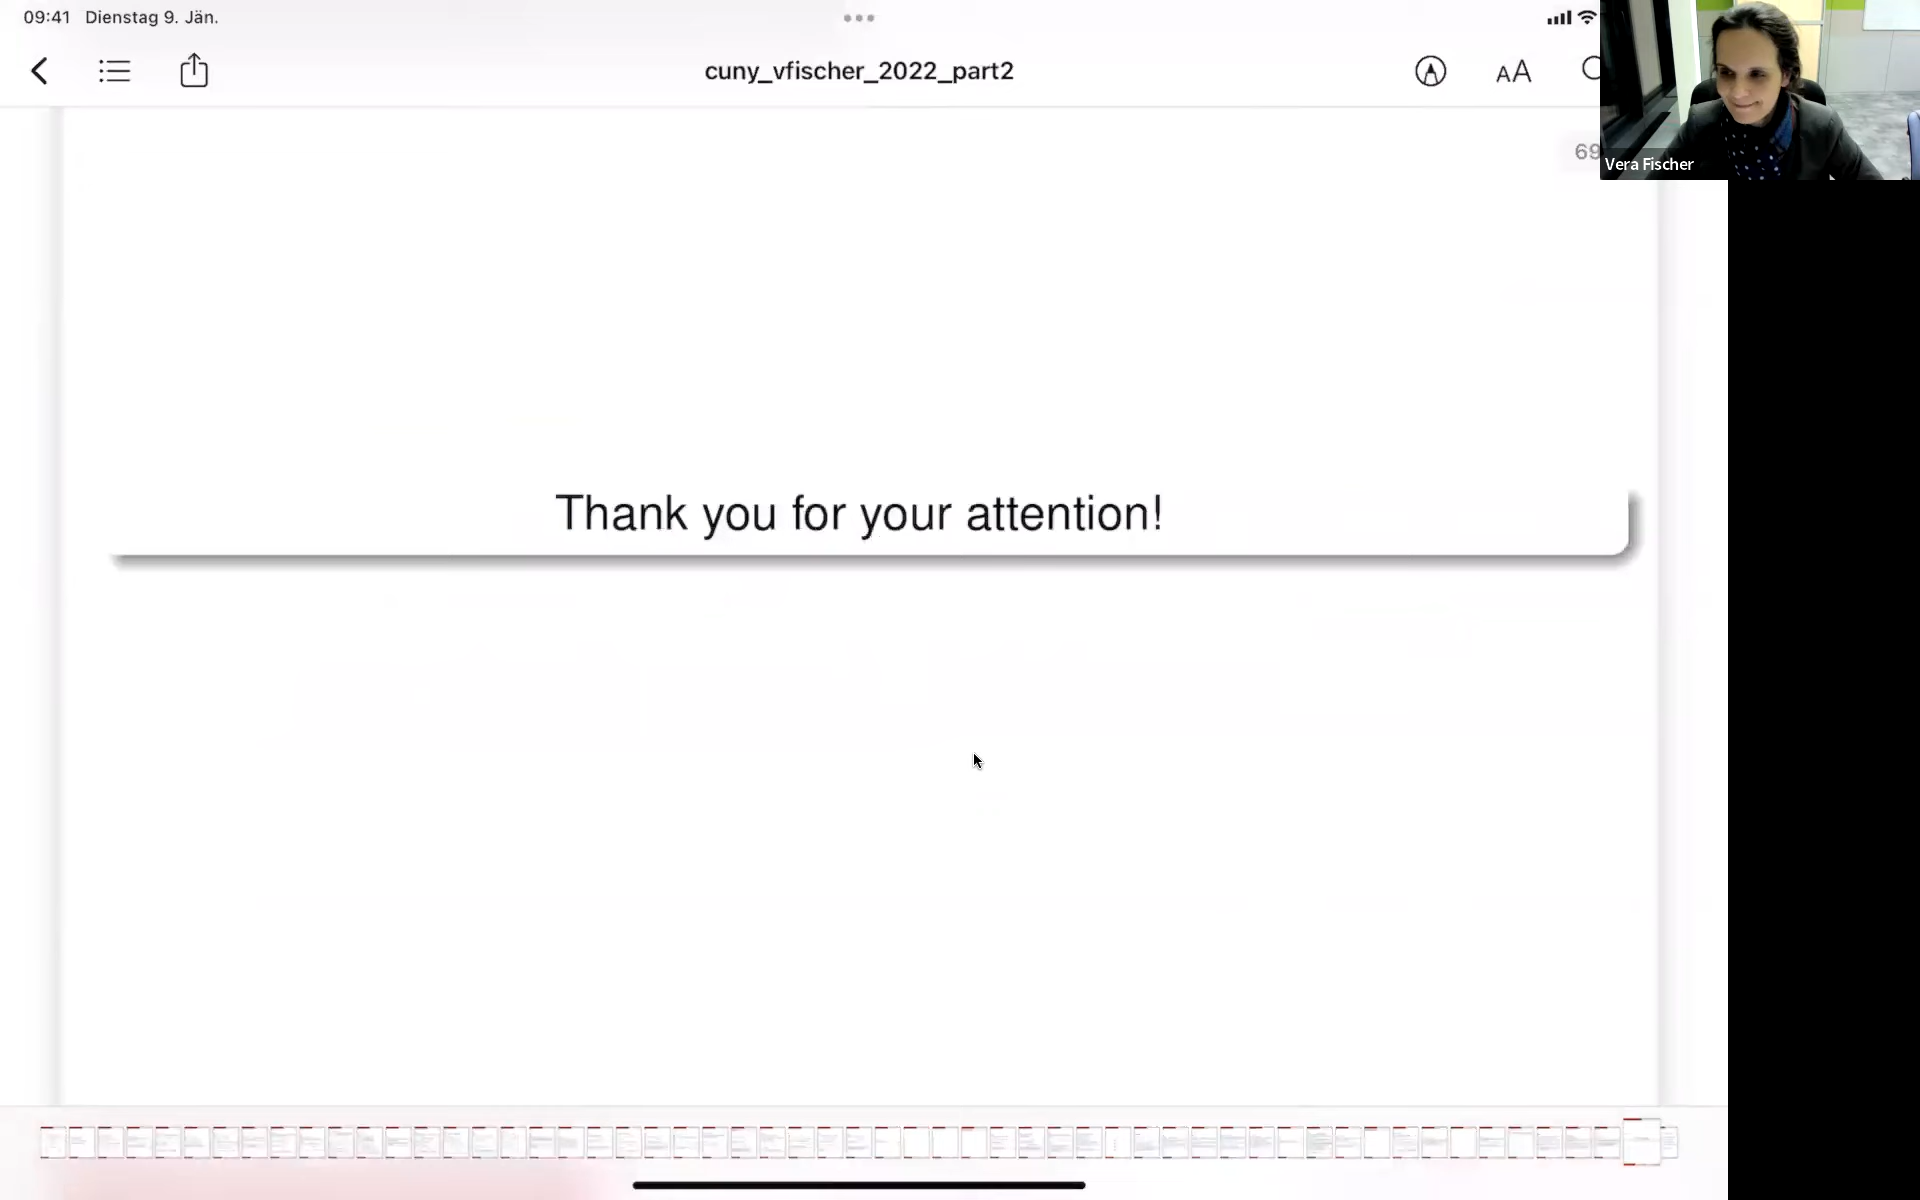 09:41 Dienstag 9. Jän.
cuny_vfischer_2022_part2
AA
69
Vera Fischer
Thank you for your attention!